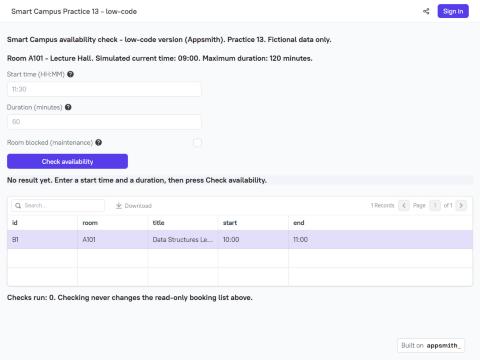 Smart Campus Practice 13 - low-code
Sign in
Smart Campus availability check - low-code version (Appsmith). Practice 13. Fictional data only.
Room A101 - Lecture Hall. Simulated current time: 09:00. Maximum duration: 120 minutes.
Start time (HH:MM)
11:30
Duration (minutes)
60
Room blocked (maintenance)
Check availability
No result yet. Enter a start time and a duration, then press Check availability.
Search... Download 1 Records Page 1 of 1
id room title start end
B1 A101 Data Structures Le... 10:00 11:00
Checks run: 0. Checking never changes the read-only booking list above.
Built on appsmith_